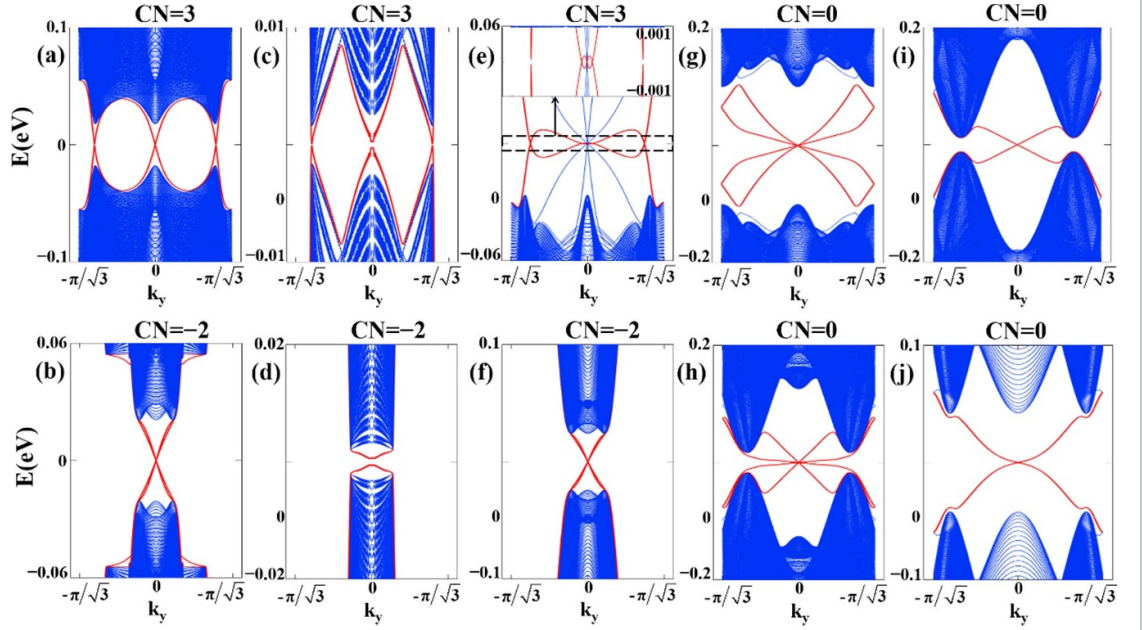 CN=3
CN=3
CN=3
CN=0
CN=0
(a)
(c)
(e)
(g)
(i)
0.1
0
−0.1
0.01
0
−0.01
0.06
0.001
−0.001
0
−0.06
0.2
0
−0.2
0.2
0
−0.2
E(eV)
-π/√3 0 -π/√3
-π/√3 0 -π/√3
-π/√3 0 -π/√3
-π/√3 0 -π/√3
-π/√3 0 -π/√3
k_y
k_y
k_y
k_y
k_y
CN=−2
CN=−2
CN=−2
CN=0
CN=0
(b)
(d)
(f)
(h)
(j)
0.06
0
−0.06
0.02
0
−0.02
0.1
0
−0.1
0.2
0
−0.2
0.1
0
−0.1
E(eV)
-π/√3 0 -π/√3
-π/√3 0 -π/√3
-π/√3 0 -π/√3
-π/√3 0 -π/√3
-π/√3 0 -π/√3
k_y
k_y
k_y
k_y
k_y